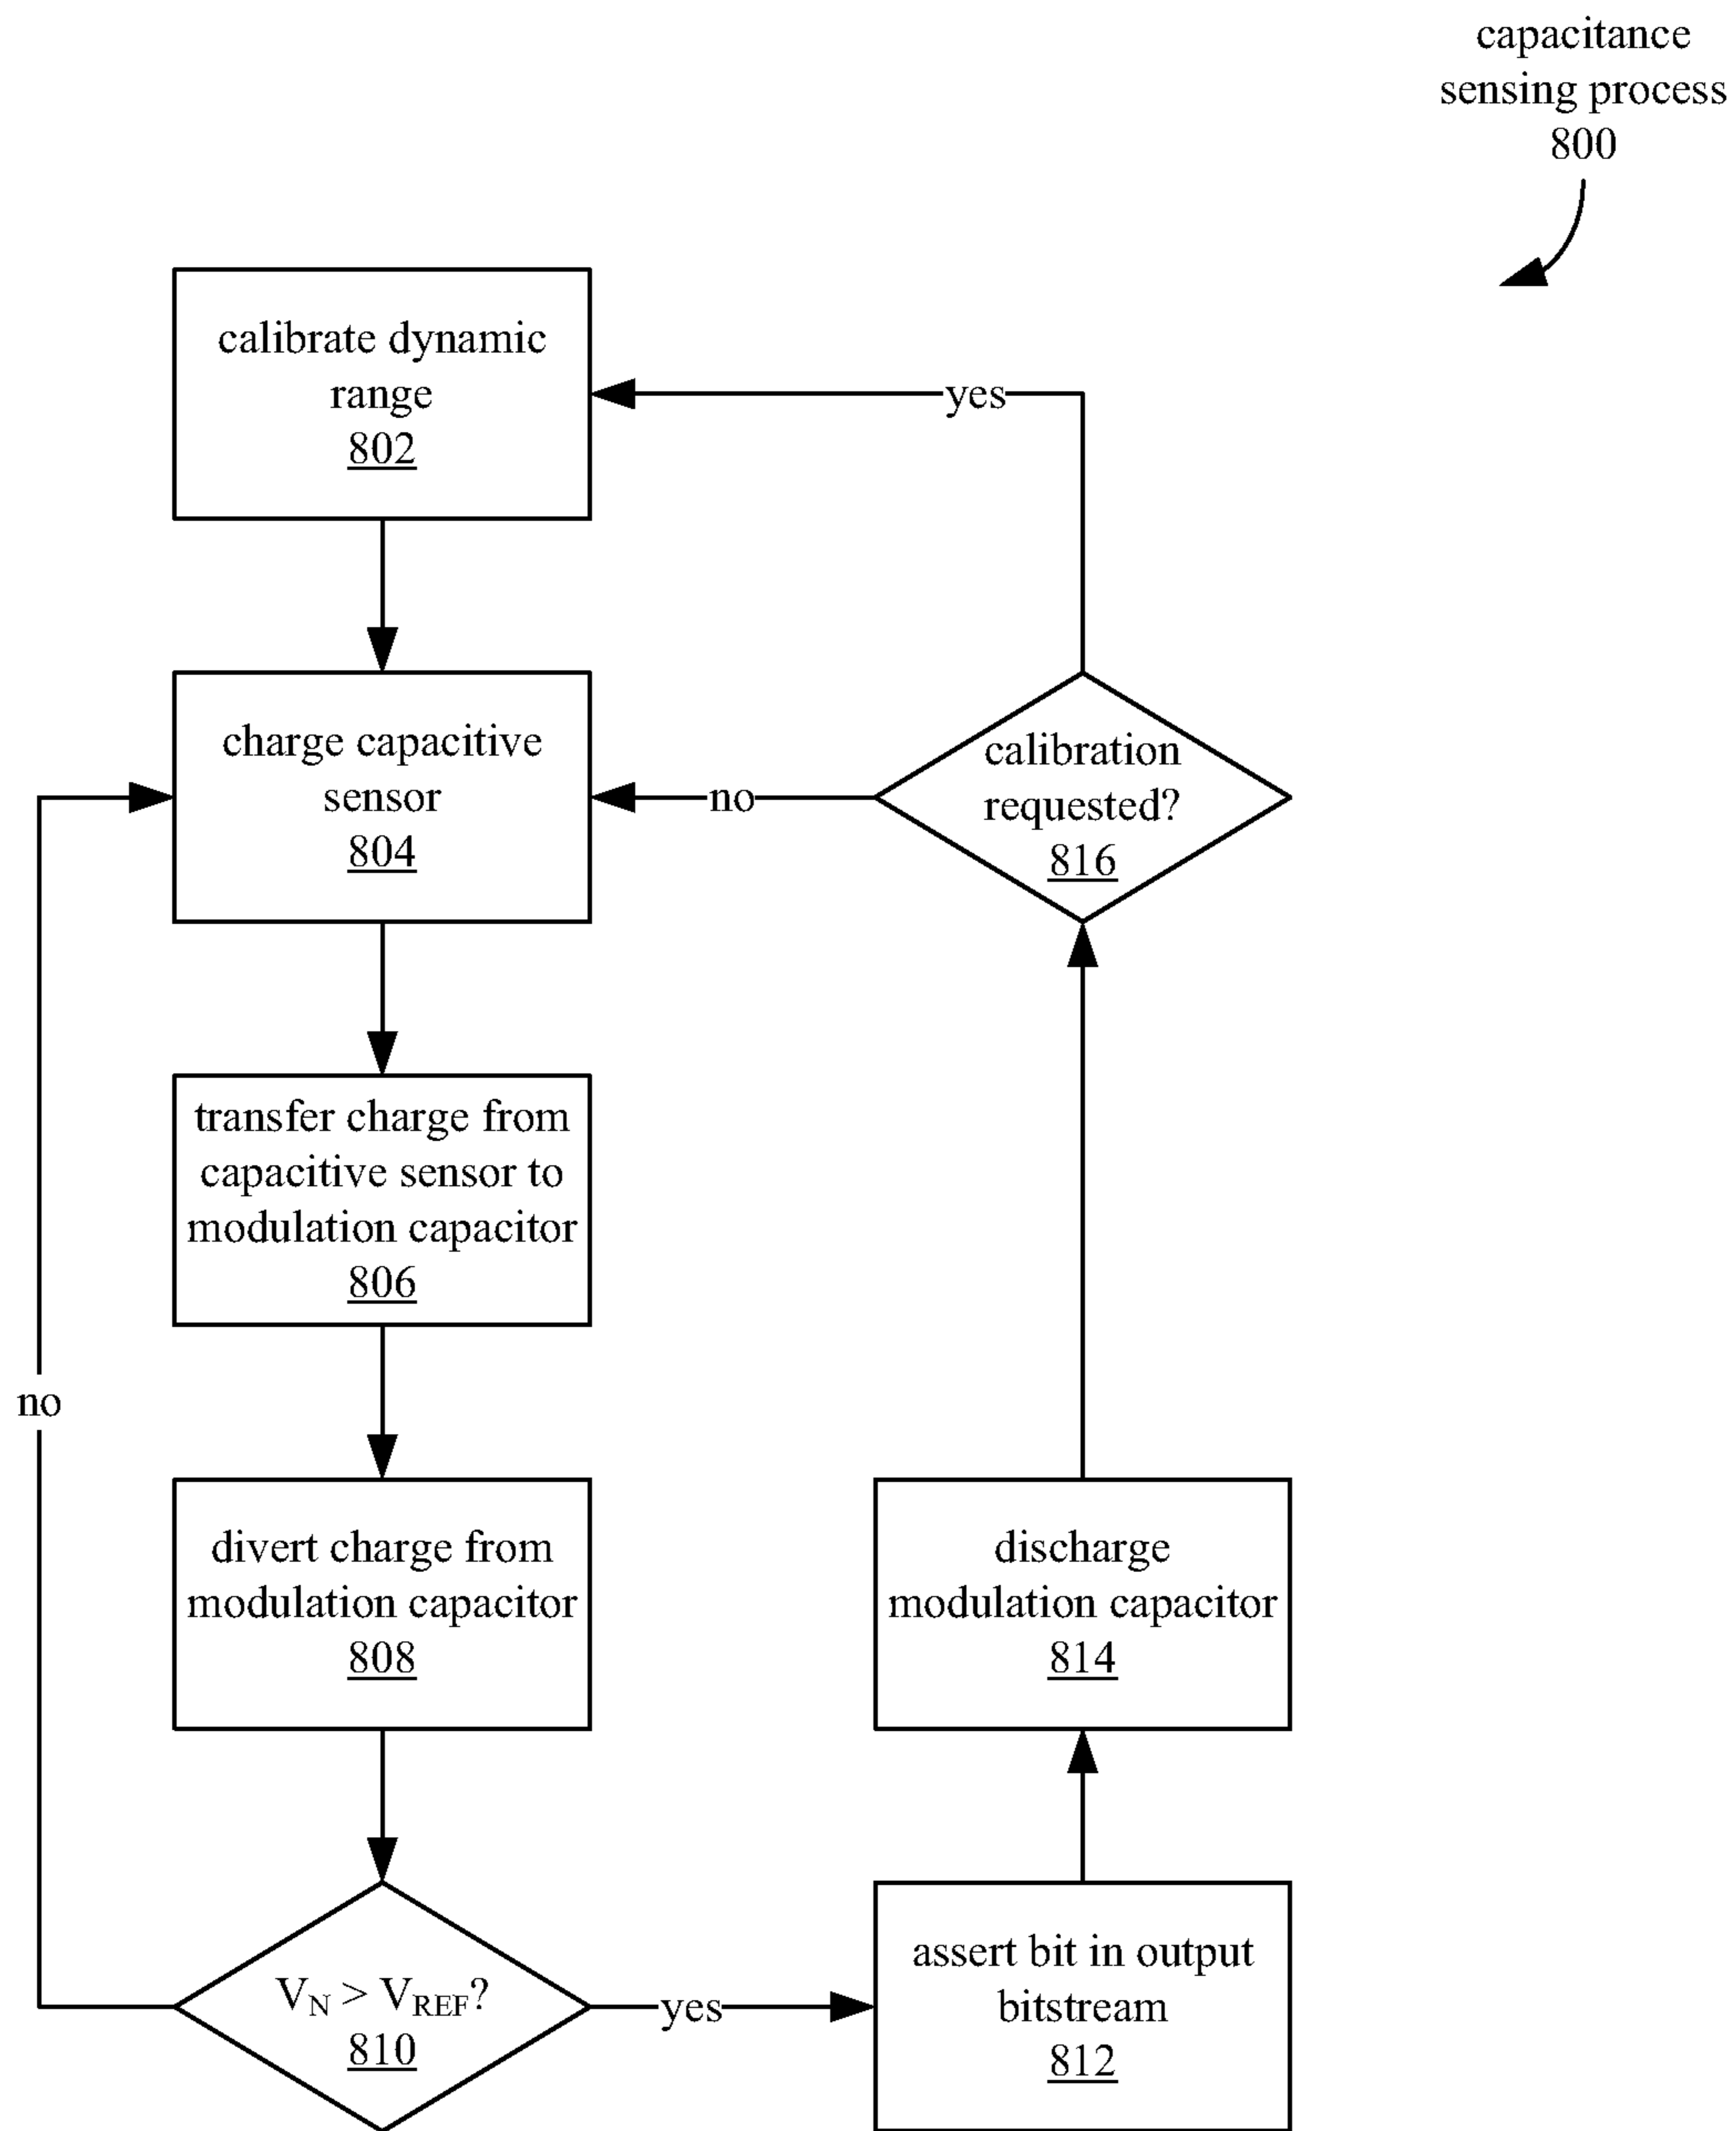 capacitance
sensing process
800
calibrate dynamic
range
802
yes
charge capacitive
sensor
804
no
calibration
requested?
816
transfer charge from
capacitive sensor to
modulation capacitor
806
no
divert charge from
modulation capacitor
808
discharge
modulation capacitor
814
V_N > V_REF?
810
yes
assert bit in output
bitstream
812